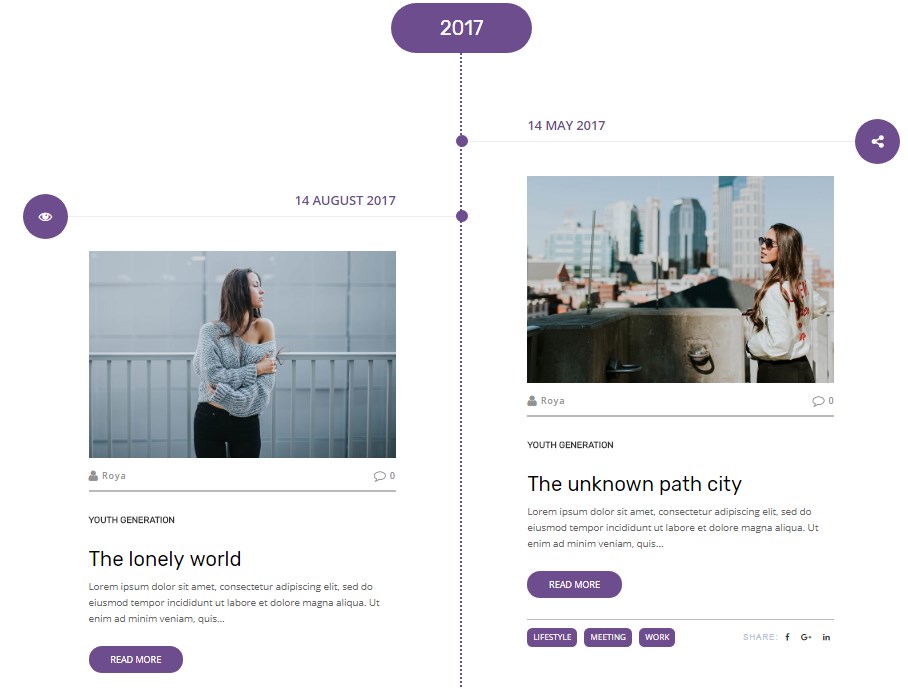 2017
14 MAY 2017
Roya 0
YOUTH GENERATION
The unknown path city
Lorem ipsum dolor sit amet, consectetur adipiscing elit, sed do
eiusmod tempor incididunt ut labore et dolore magna aliqua. Ut
enim ad minim veniam, quis...
READ MORE
LIFESTYLE MEETING WORK SHARE: f G+ in
14 AUGUST 2017
Roya 0
YOUTH GENERATION
The lonely world
Lorem ipsum dolor sit amet, consectetur adipiscing elit, sed do
eiusmod tempor incididunt ut labore et dolore magna aliqua. Ut
enim ad minim veniam, quis...
READ MORE